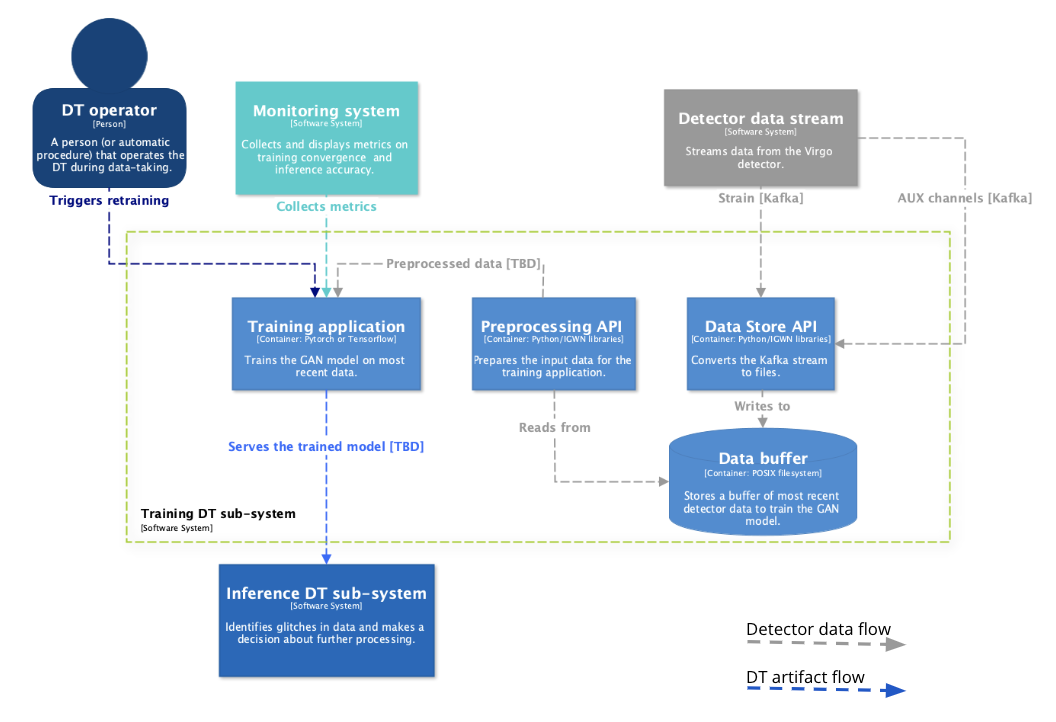 DT operator
[Person]
A person (or automatic
procedure) that operates the
DT during data-taking.
Triggers retraining
Monitoring system
[Software System]
Collects and displays metrics on
training convergence and
inference accuracy.
Collects metrics
Detector data stream
[Software System]
Streams data from the Virgo
detector.
Strain [Kafka]
AUX channels [Kafka]
Preprocessed data [TBD]
Training application
[Container: Pytorch or Tensorflow]
Trains the GAN model on most
recent data.
Preprocessing API
[Container: Python/IGWN libraries]
Prepares the input data for the
training application.
Data Store API
[Container: Python/IGWN libraries]
Converts the Kafka stream
to files.
Writes to
Reads from
Serves the trained model [TBD]
Data buffer
[Container: POSIX filesystem]
Stores a buffer of most recent
detector data to train the GAN
model.
Training DT sub-system
[Software System]
Inference DT sub-system
[Software System]
Identifies glitches in data and makes a
decision about further processing.
Detector data flow
DT artifact flow